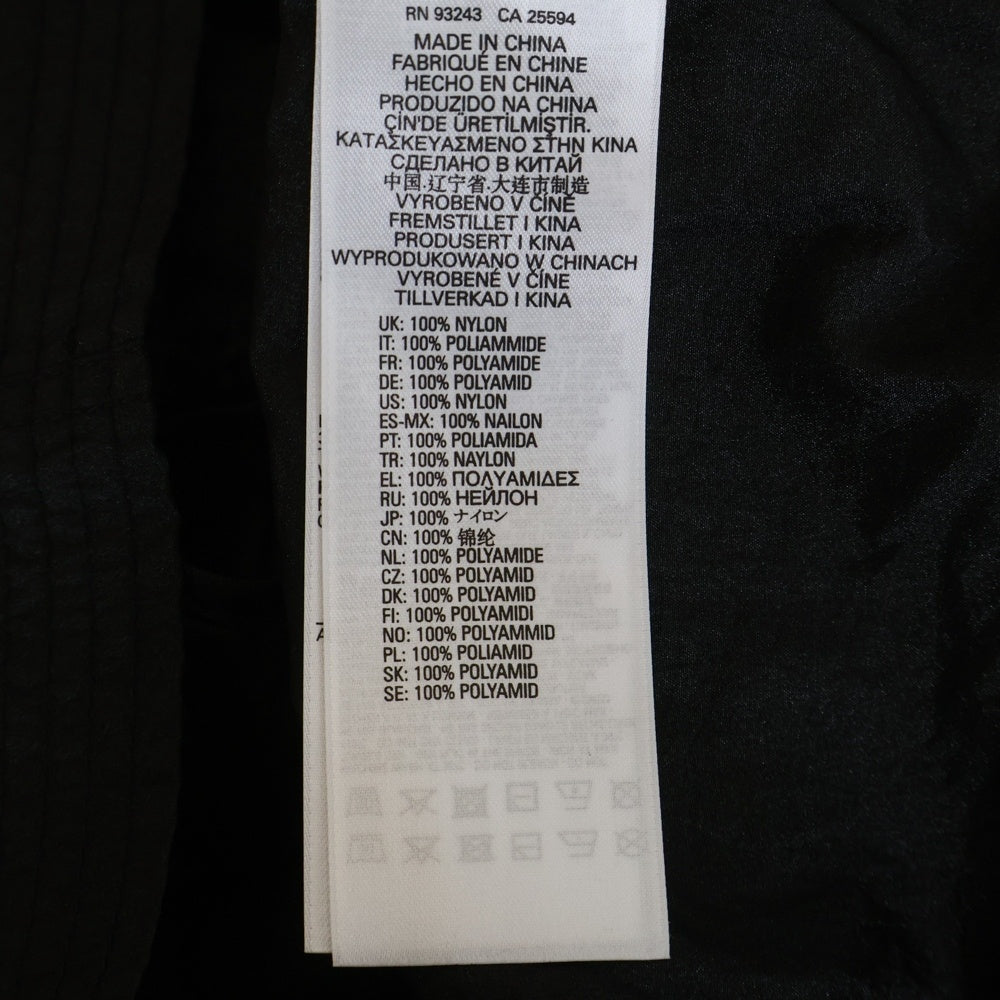 RN 93243 CA 25594
MADE IN CHINA
FABRIQUÉ EN CHINE
HECHO EN CHINA
PRODUZIDO NA CHINA
ÇİN'DE ÜRETİLMİŞTİR.
ΚΑΤΑΣΚΕΥΑΣΜΕΝΟ ΣΤΗΝ ΚΙΝΑ
СДЕЛАНО В КИТАЙ
中国.辽宁省.大连市制造
VYROBENO V ČÍNĚ
FREMSTILLET I KINA
PRODUSERT I KINA
WYPRODUKOWANO W CHINACH
VYROBENÉ V ČÍNE
TILLVERKAD I KINA
UK: 100% NYLON
IT: 100% POLIAMMIDE
FR: 100% POLYAMIDE
DE: 100% POLYAMID
US: 100% NYLON
ES-MX: 100% NAILON
PT: 100% POLIAMIDA
TR: 100% NAYLON
EL: 100% ΠΟΛΥΑΜΙΔΕΣ
RU: 100% НЕЙЛОН
JP: 100% ナイロン
CN: 100% 锦纶
NL: 100% POLYAMIDE
CZ: 100% POLYAMID
DK: 100% POLYAMID
FI: 100% POLYAMIDI
NO: 100% POLYAMMID
PL: 100% POLIAMID
SK: 100% POLYAMID
SE: 100% POLYAMID